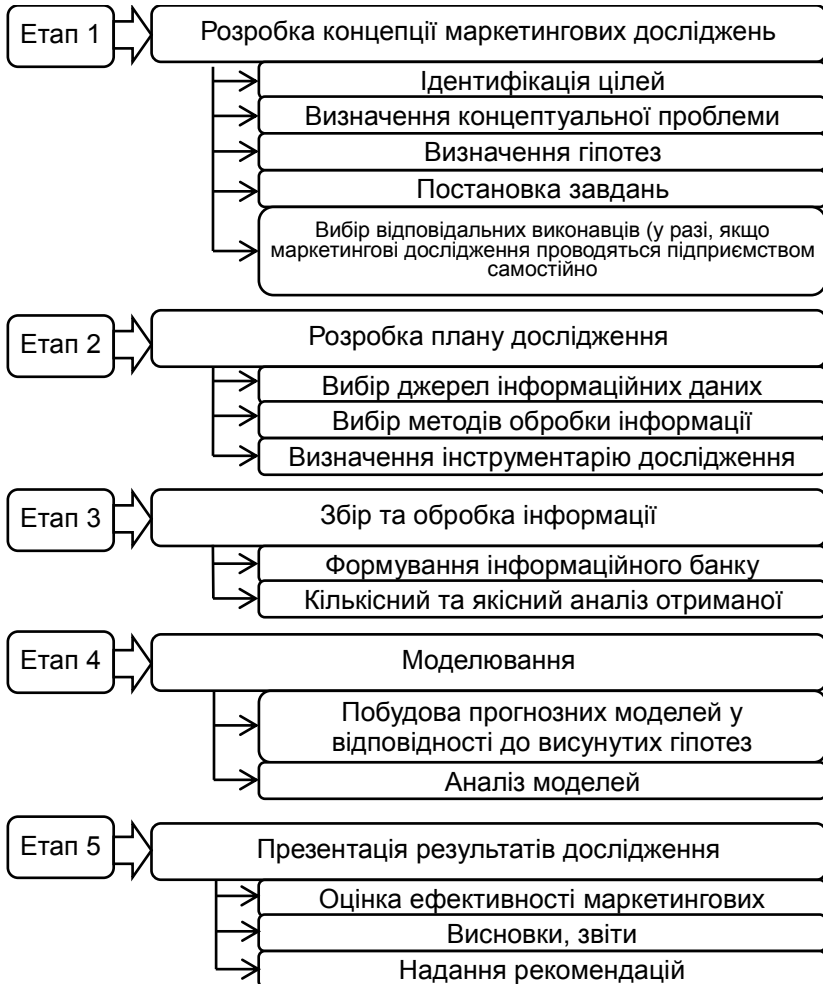 Етап 1
Розробка концепції маркетингових досліджень
Ідентифікація цілей
Визначення концептуальної проблеми
Визначення гіпотез
Постановка завдань
Вибір відповідальних виконавців (у разі, якщо
маркетингові дослідження проводяться підприємством
самостійно
Етап 2
Розробка плану дослідження
Вибір джерел інформаційних даних
Вибір методів обробки інформації
Визначення інструментарію дослідження
Етап 3
Збір та обробка інформації
Формування інформаційного банку
Кількісний та якісний аналіз отриманої
Етап 4
Моделювання
Побудова прогнозних моделей у
відповідності до висунутих гіпотез
Аналіз моделей
Етап 5
Презентація результатів дослідження
Оцінка ефективності маркетингових
Висновки, звіти
Надання рекомендацій